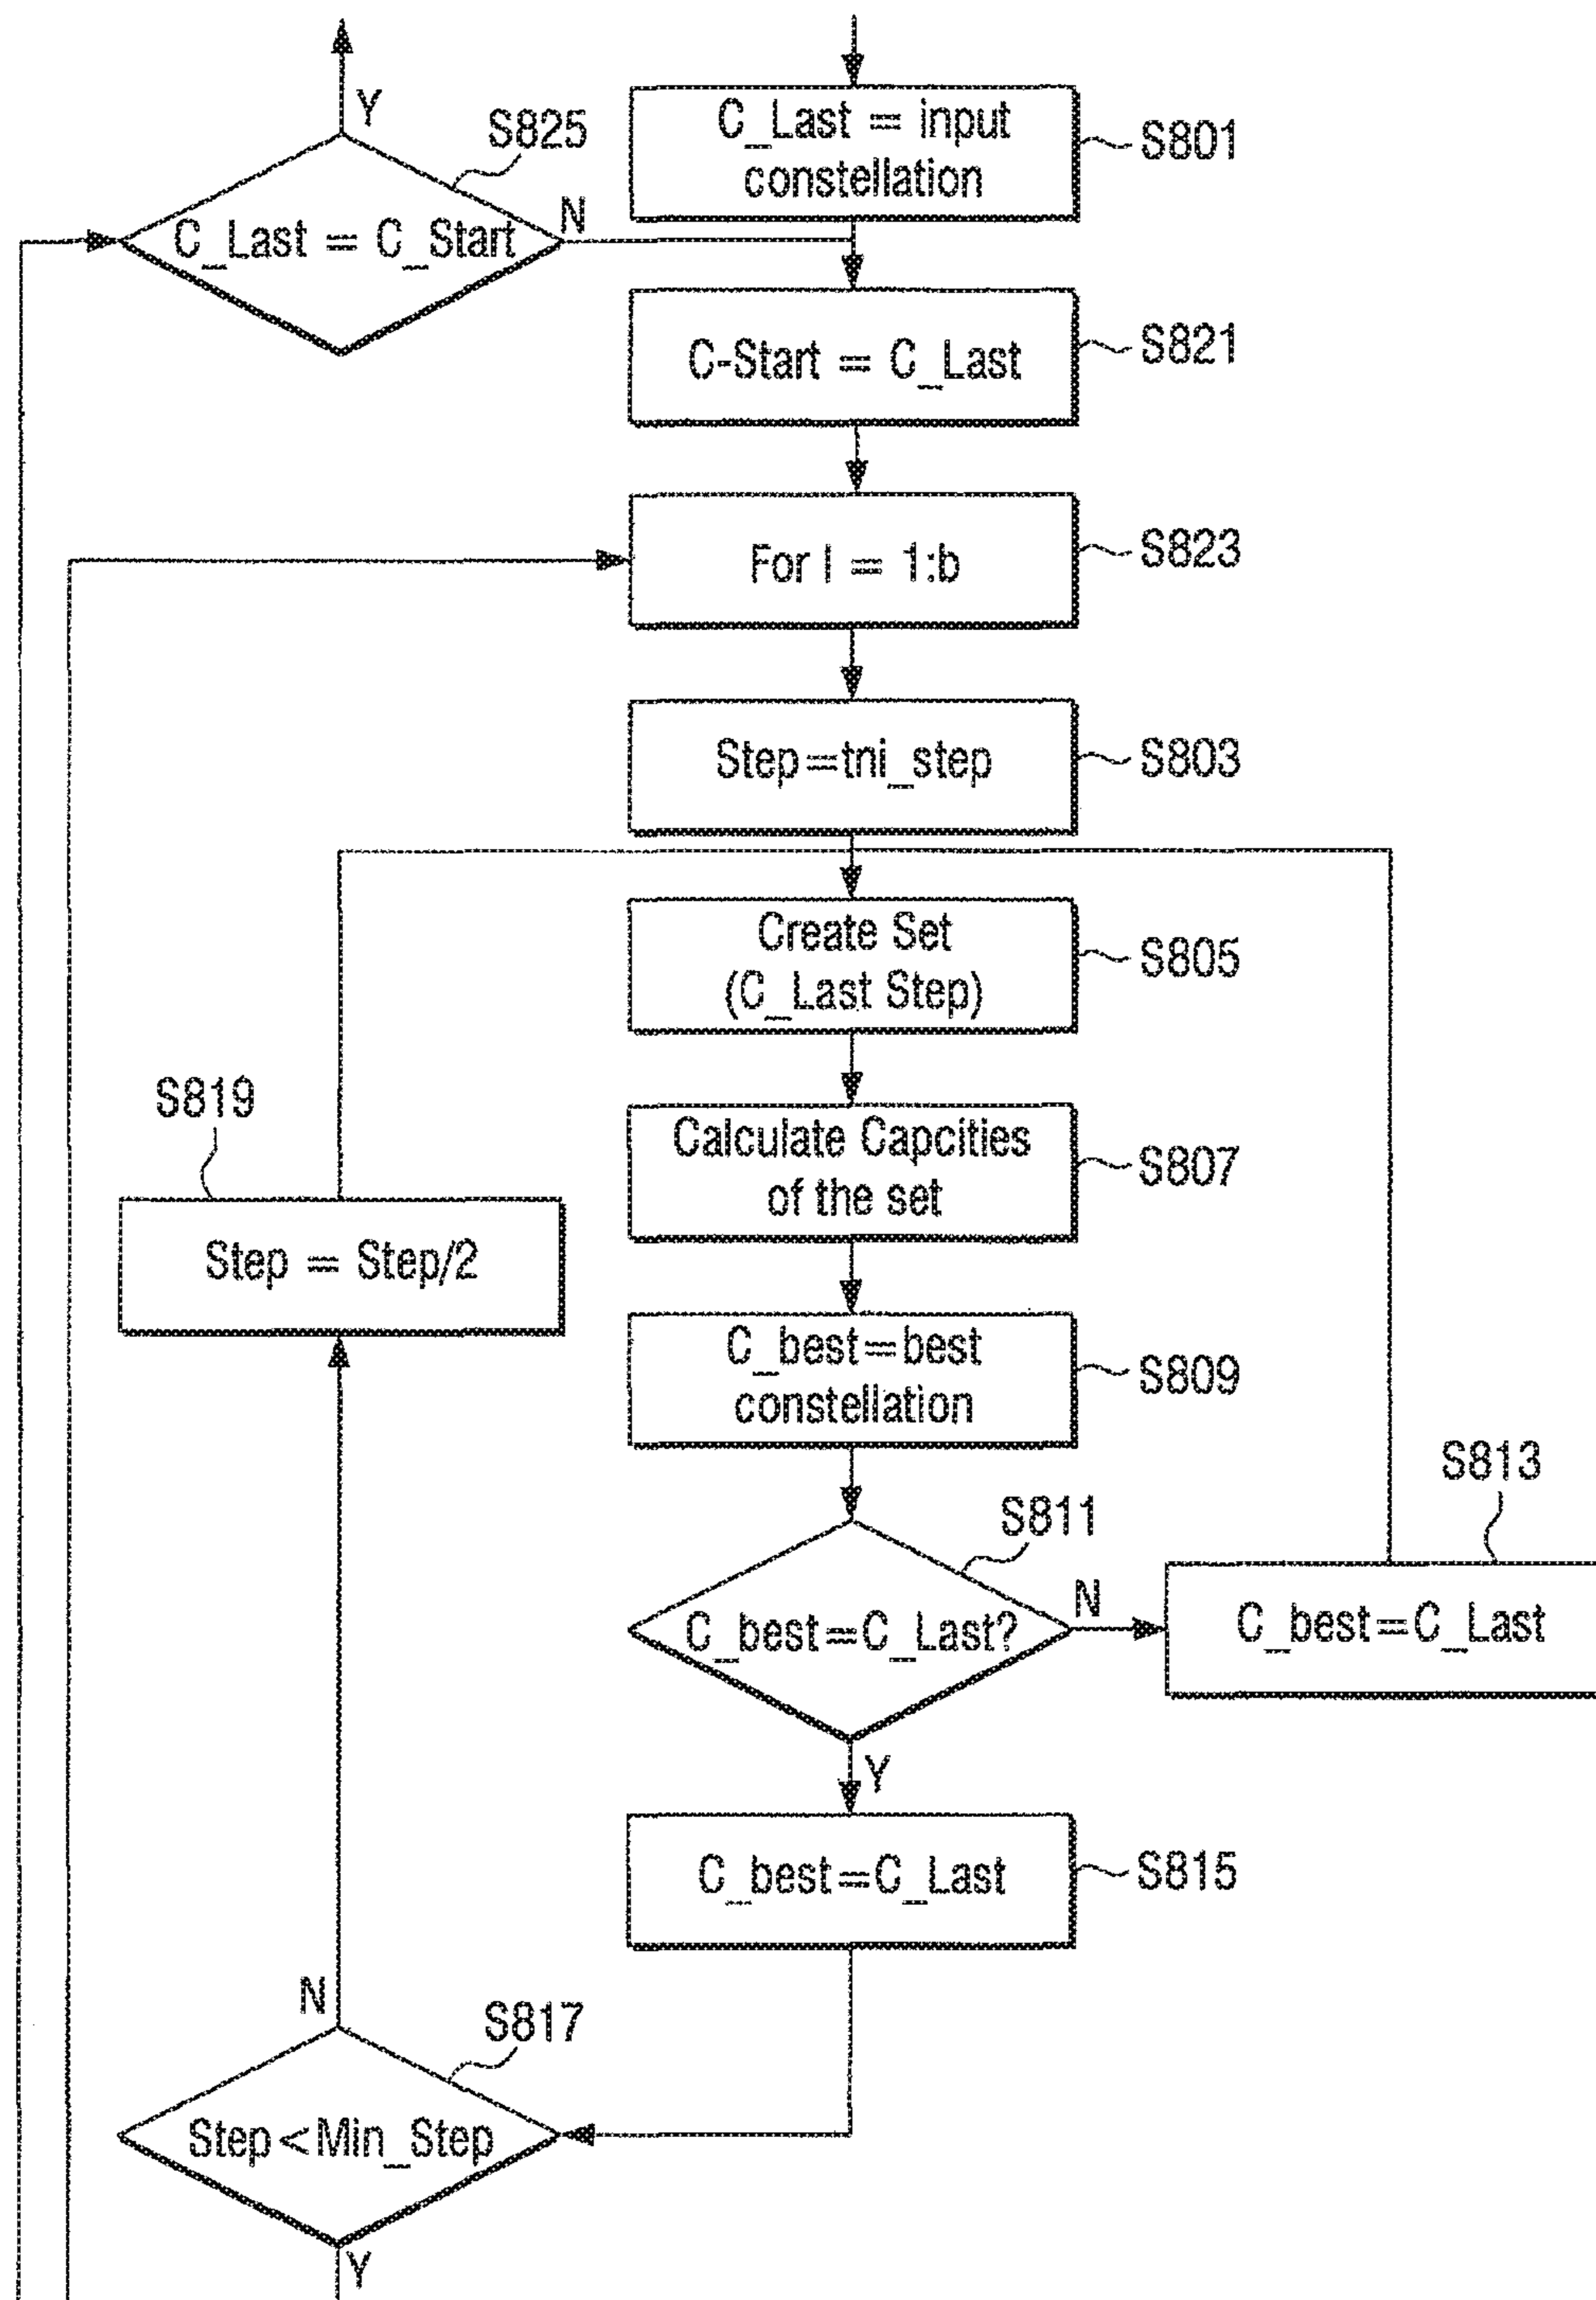 Y
S825
C_Last = C_Start
N
C_Last = input
constellation
S801
C-Start = C_Last
S821
For I = 1:b
S823
Step=tni_step
S803
Create Set
(C_Last Step)
S805
S819
Step = Step/2
Calculate Capcities
of the set
S807
C_best=best
constellation
S809
S811
C_best=C_Last?
N
S813
C_best=C_Last
Y
C_best=C_Last
S815
N
S817
Step<Min_Step
Y